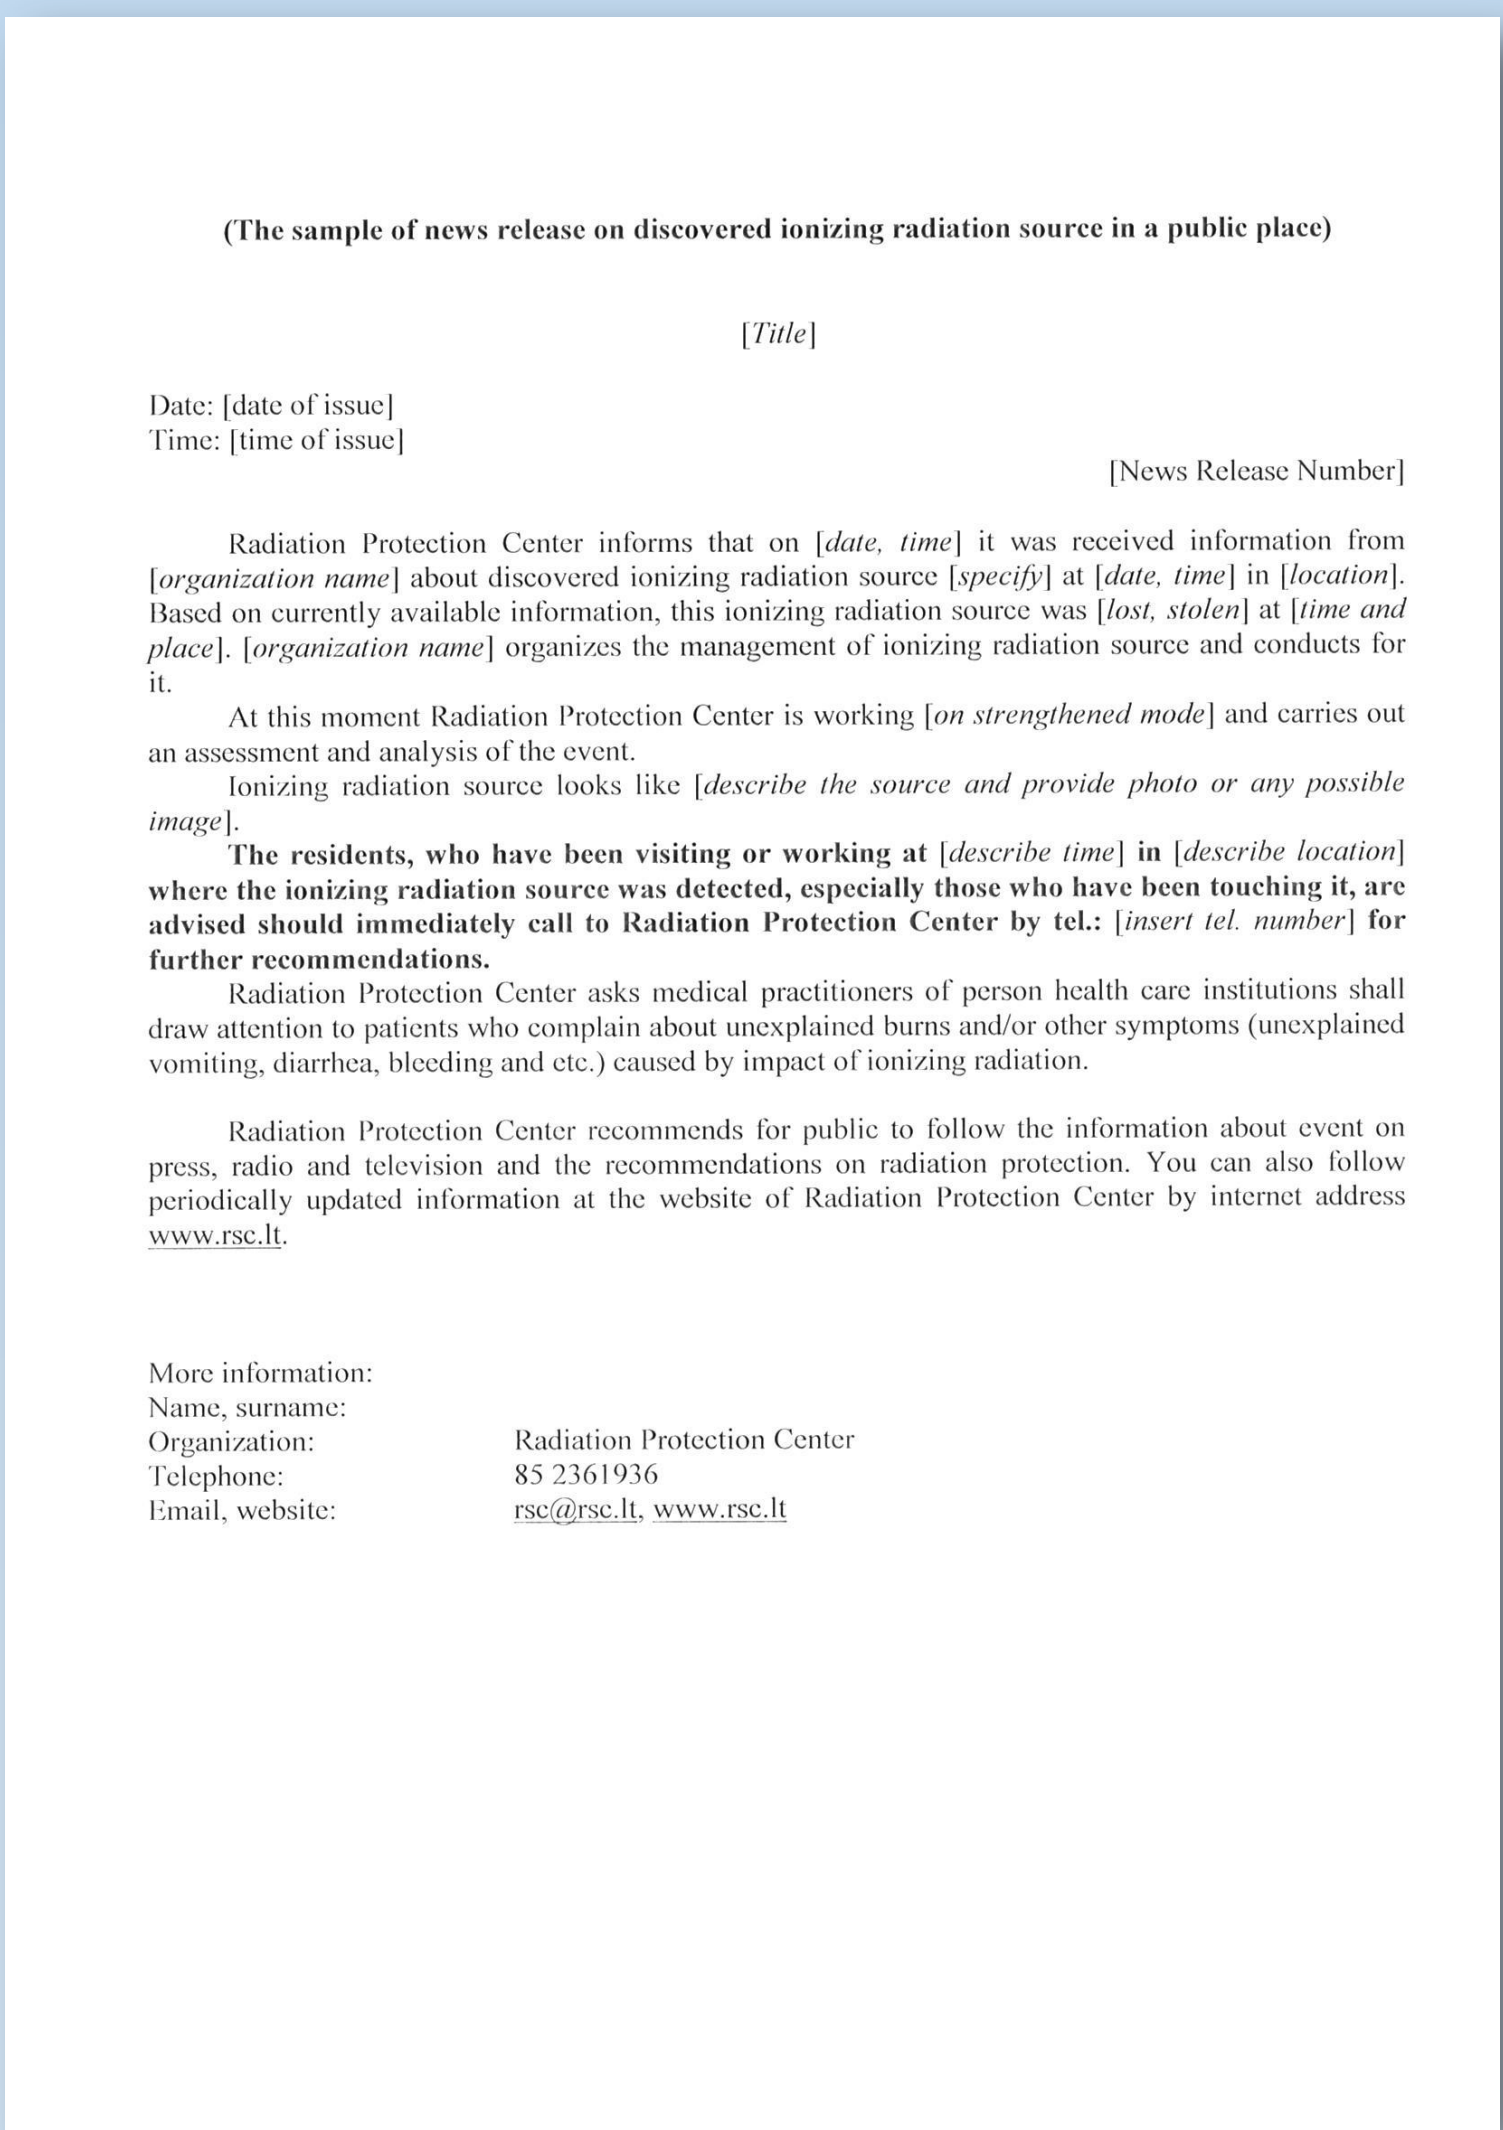 (The sample of news release on discovered ionizing radiation source in a public place)
[Title]
Date: [date of issue]
Time: [time of issue]
[News Release Number]
Radiation Protection Center informs that on [date, time] it was received information from
[organization name] about discovered ionizing radiation source [specify] at [date, time] in [location].
Based on currently available information, this ionizing radiation source was [lost, stolen] at [time and
place]. [organization name] organizes the management of ionizing radiation source and conducts for
it.
At this moment Radiation Protection Center is working [on strengthened mode] and carries out
an assessment and analysis of the event.
Ionizing radiation source looks like [describe the source and provide photo or any possible
image].
The residents, who have been visiting or working at [describe time] in [describe location]
where the ionizing radiation source was detected, especially those who have been touching it, are
advised should immediately call to Radiation Protection Center by tel.: [insert tel. number] for
further recommendations.
Radiation Protection Center asks medical practitioners of person health care institutions shall
draw attention to patients who complain about unexplained burns and/or other symptoms (unexplained
vomiting, diarrhea, bleeding and etc.) caused by impact of ionizing radiation.
Radiation Protection Center recommends for public to follow the information about event on
press, radio and television and the recommendations on radiation protection. You can also follow
periodically updated information at the website of Radiation Protection Center by internet address
www.rsc.lt.
More information:
Name, surname:
Organization: Radiation Protection Center
Telephone: 85 2361936
Email, website: rsc@rsc.lt, www.rsc.lt